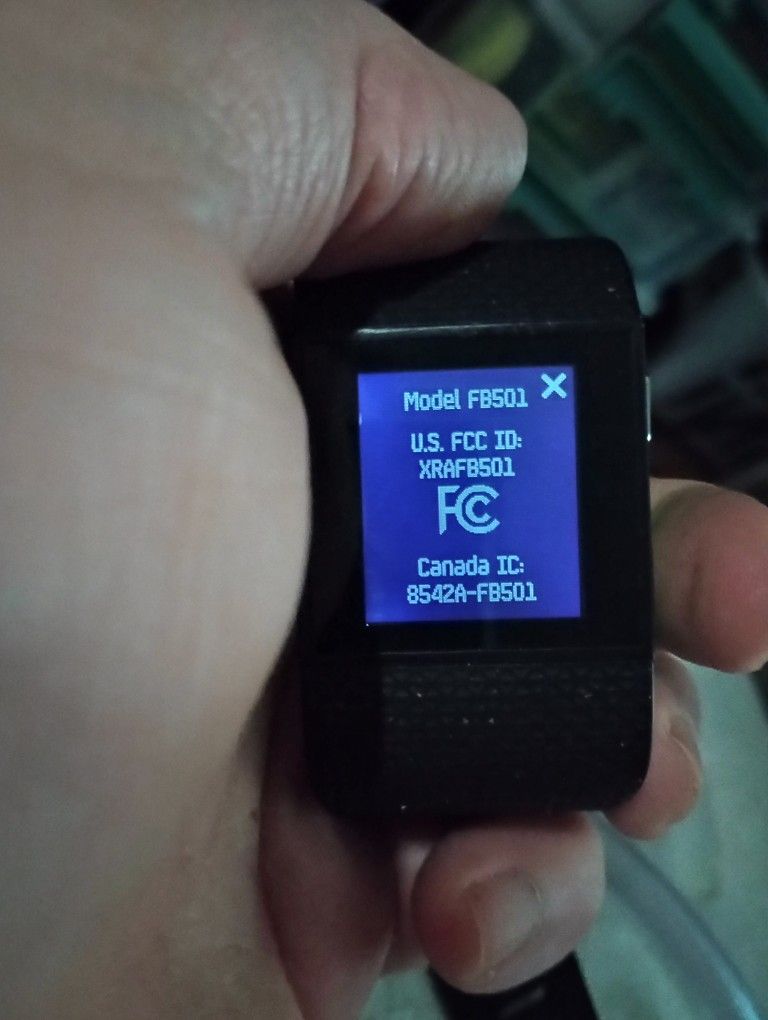 Model FB501
U.S. FCC ID:
XRAFB501
FC
Canada IC:
8542A-FB501